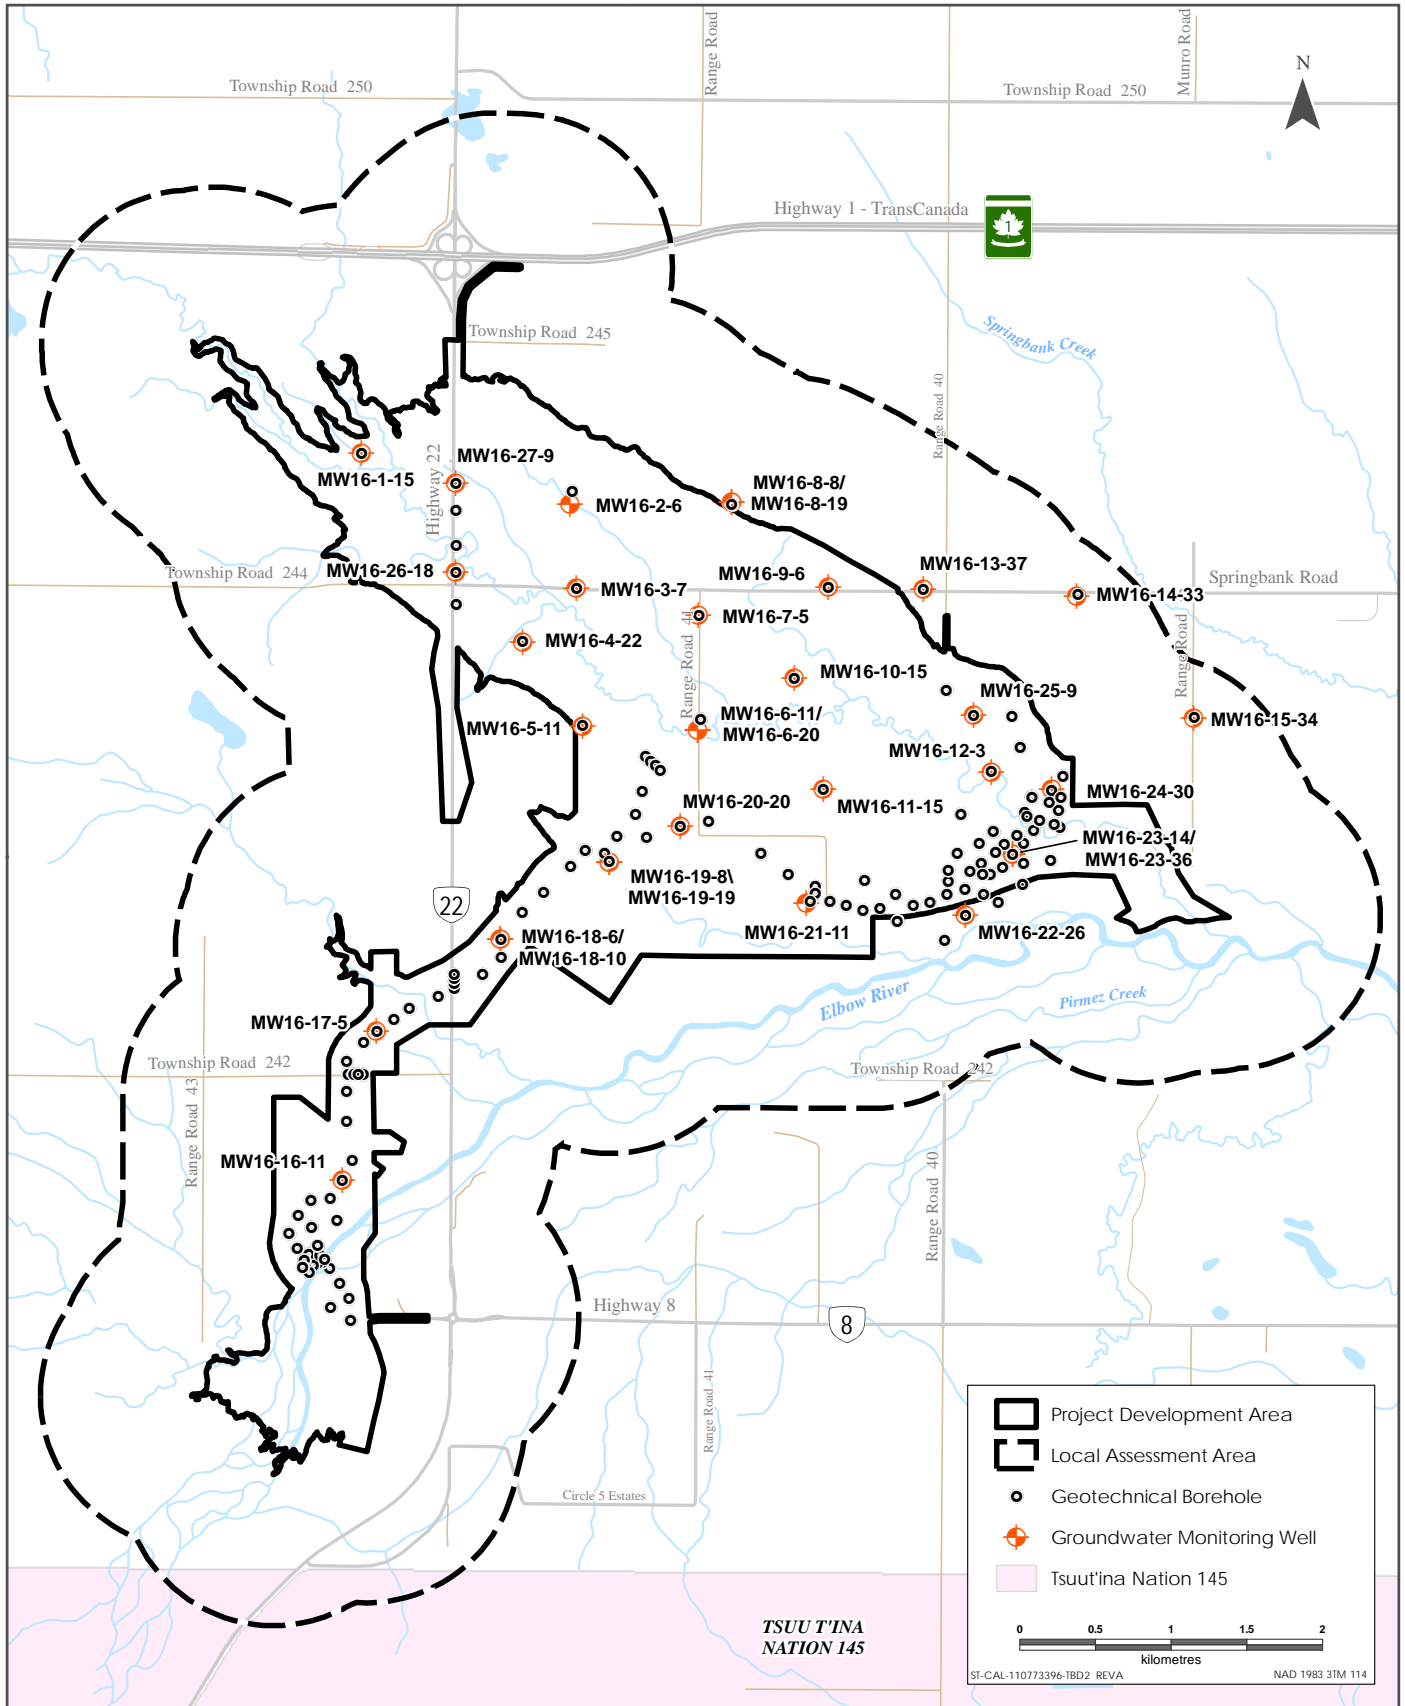 Range Road
Munro Road
N
Township Road 250
Township Road 250
Highway 1 - TransCanada
1
Springbank Creek
Township Road 245
Range Road 40
MW16-27-9
MW16-1-15
Highway 22
MW16-8-8/
MW16-8-19
MW16-2-6
Township Road 244
MW16-26-18
MW16-3-7
MW16-9-6
MW16-13-37
Springbank Road
MW16-14-33
MW16-7-5
Range Road 41
MW16-4-22
Range Road
MW16-10-15
MW16-25-9
MW16-5-11
MW16-6-11/
MW16-6-20
MW16-15-34
MW16-12-3
MW16-20-20
MW16-11-15
MW16-24-30
MW16-23-14/
MW16-23-36
MW16-19-8\
MW16-19-19
22
MW16-21-11
MW16-22-26
MW16-18-6/
MW16-18-10
Elbow River
Pirmez Creek
MW16-17-5
Township Road 242
Township Road 242
Range Road 43
MW16-16-11
Range Road 40
Highway 8
8
Range Road 41
Circle 5 Estates
Project Development Area
Local Assessment Area
Geotechnical Borehole
Groundwater Monitoring Well
Tsuut'ina Nation 145
0 0.5 1 1.5 2
kilometres
ST-CAL-110773396-TBD2 REVA
NAD 1983 3TM 114
TSUU T'INA
NATION 145